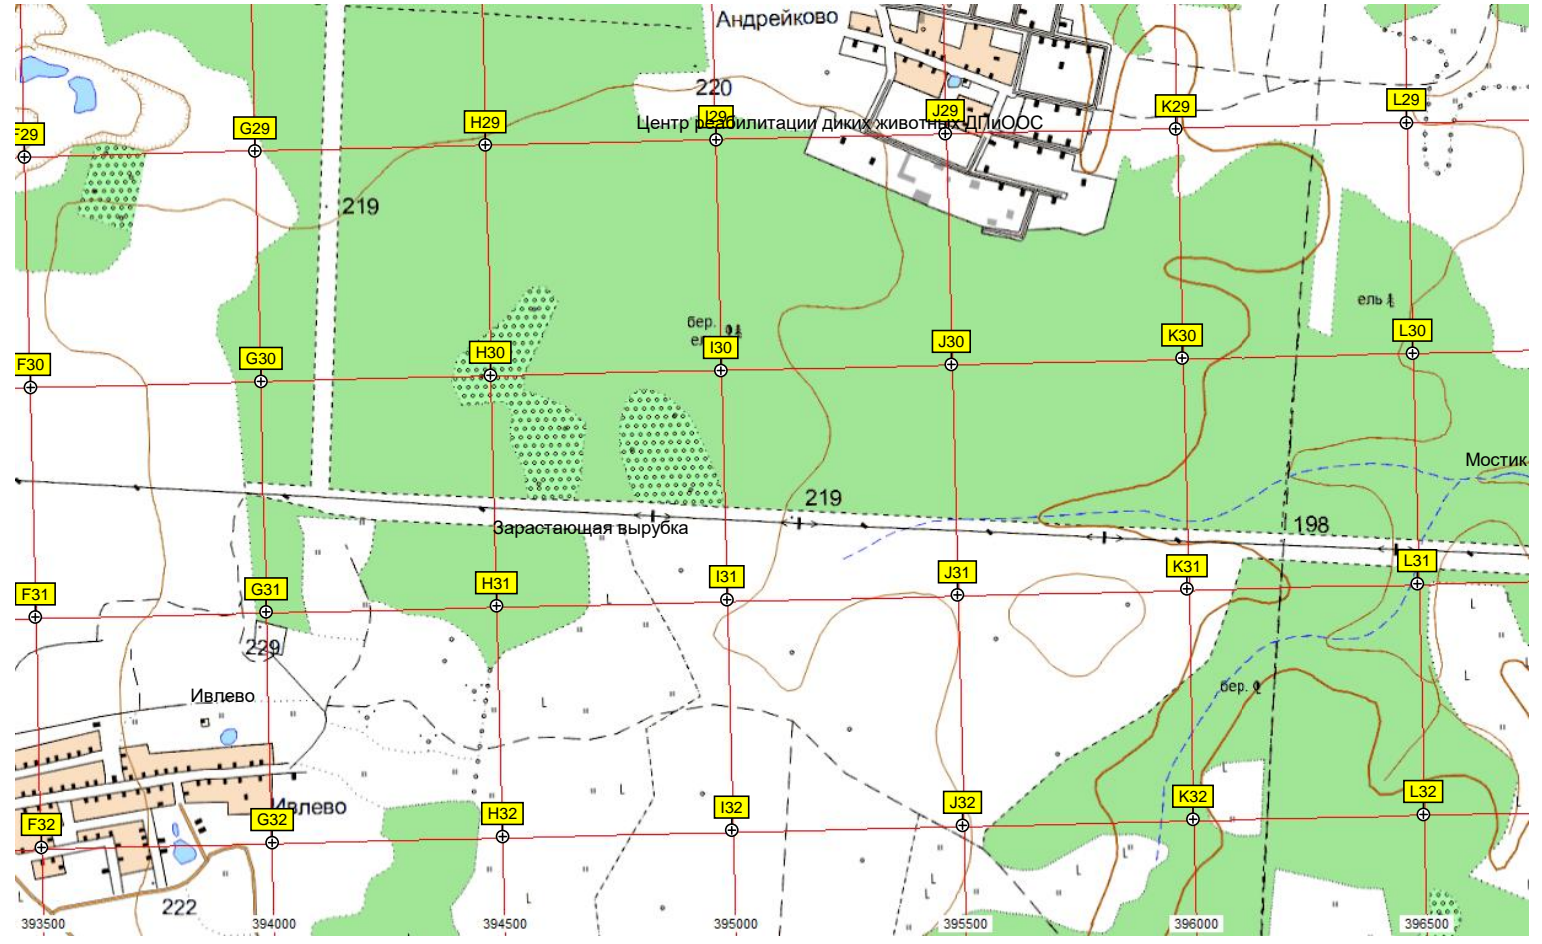 Андрейково
220
F29
G29
H29
I29
J29
K29
L29
Центр реабилитации диких животных ДПиООС
219
ель
бер.
F30
G30
H30
I30
J30
K30
L30
Мостик
219
198
Зарастающая вырубка
F31
G31
H31
I31
J31
K31
L31
229
Ивлево
бер.
Ивлево
F32
G32
H32
I32
J32
K32
L32
222
393500
394000
394500
395000
395500
396000
396500